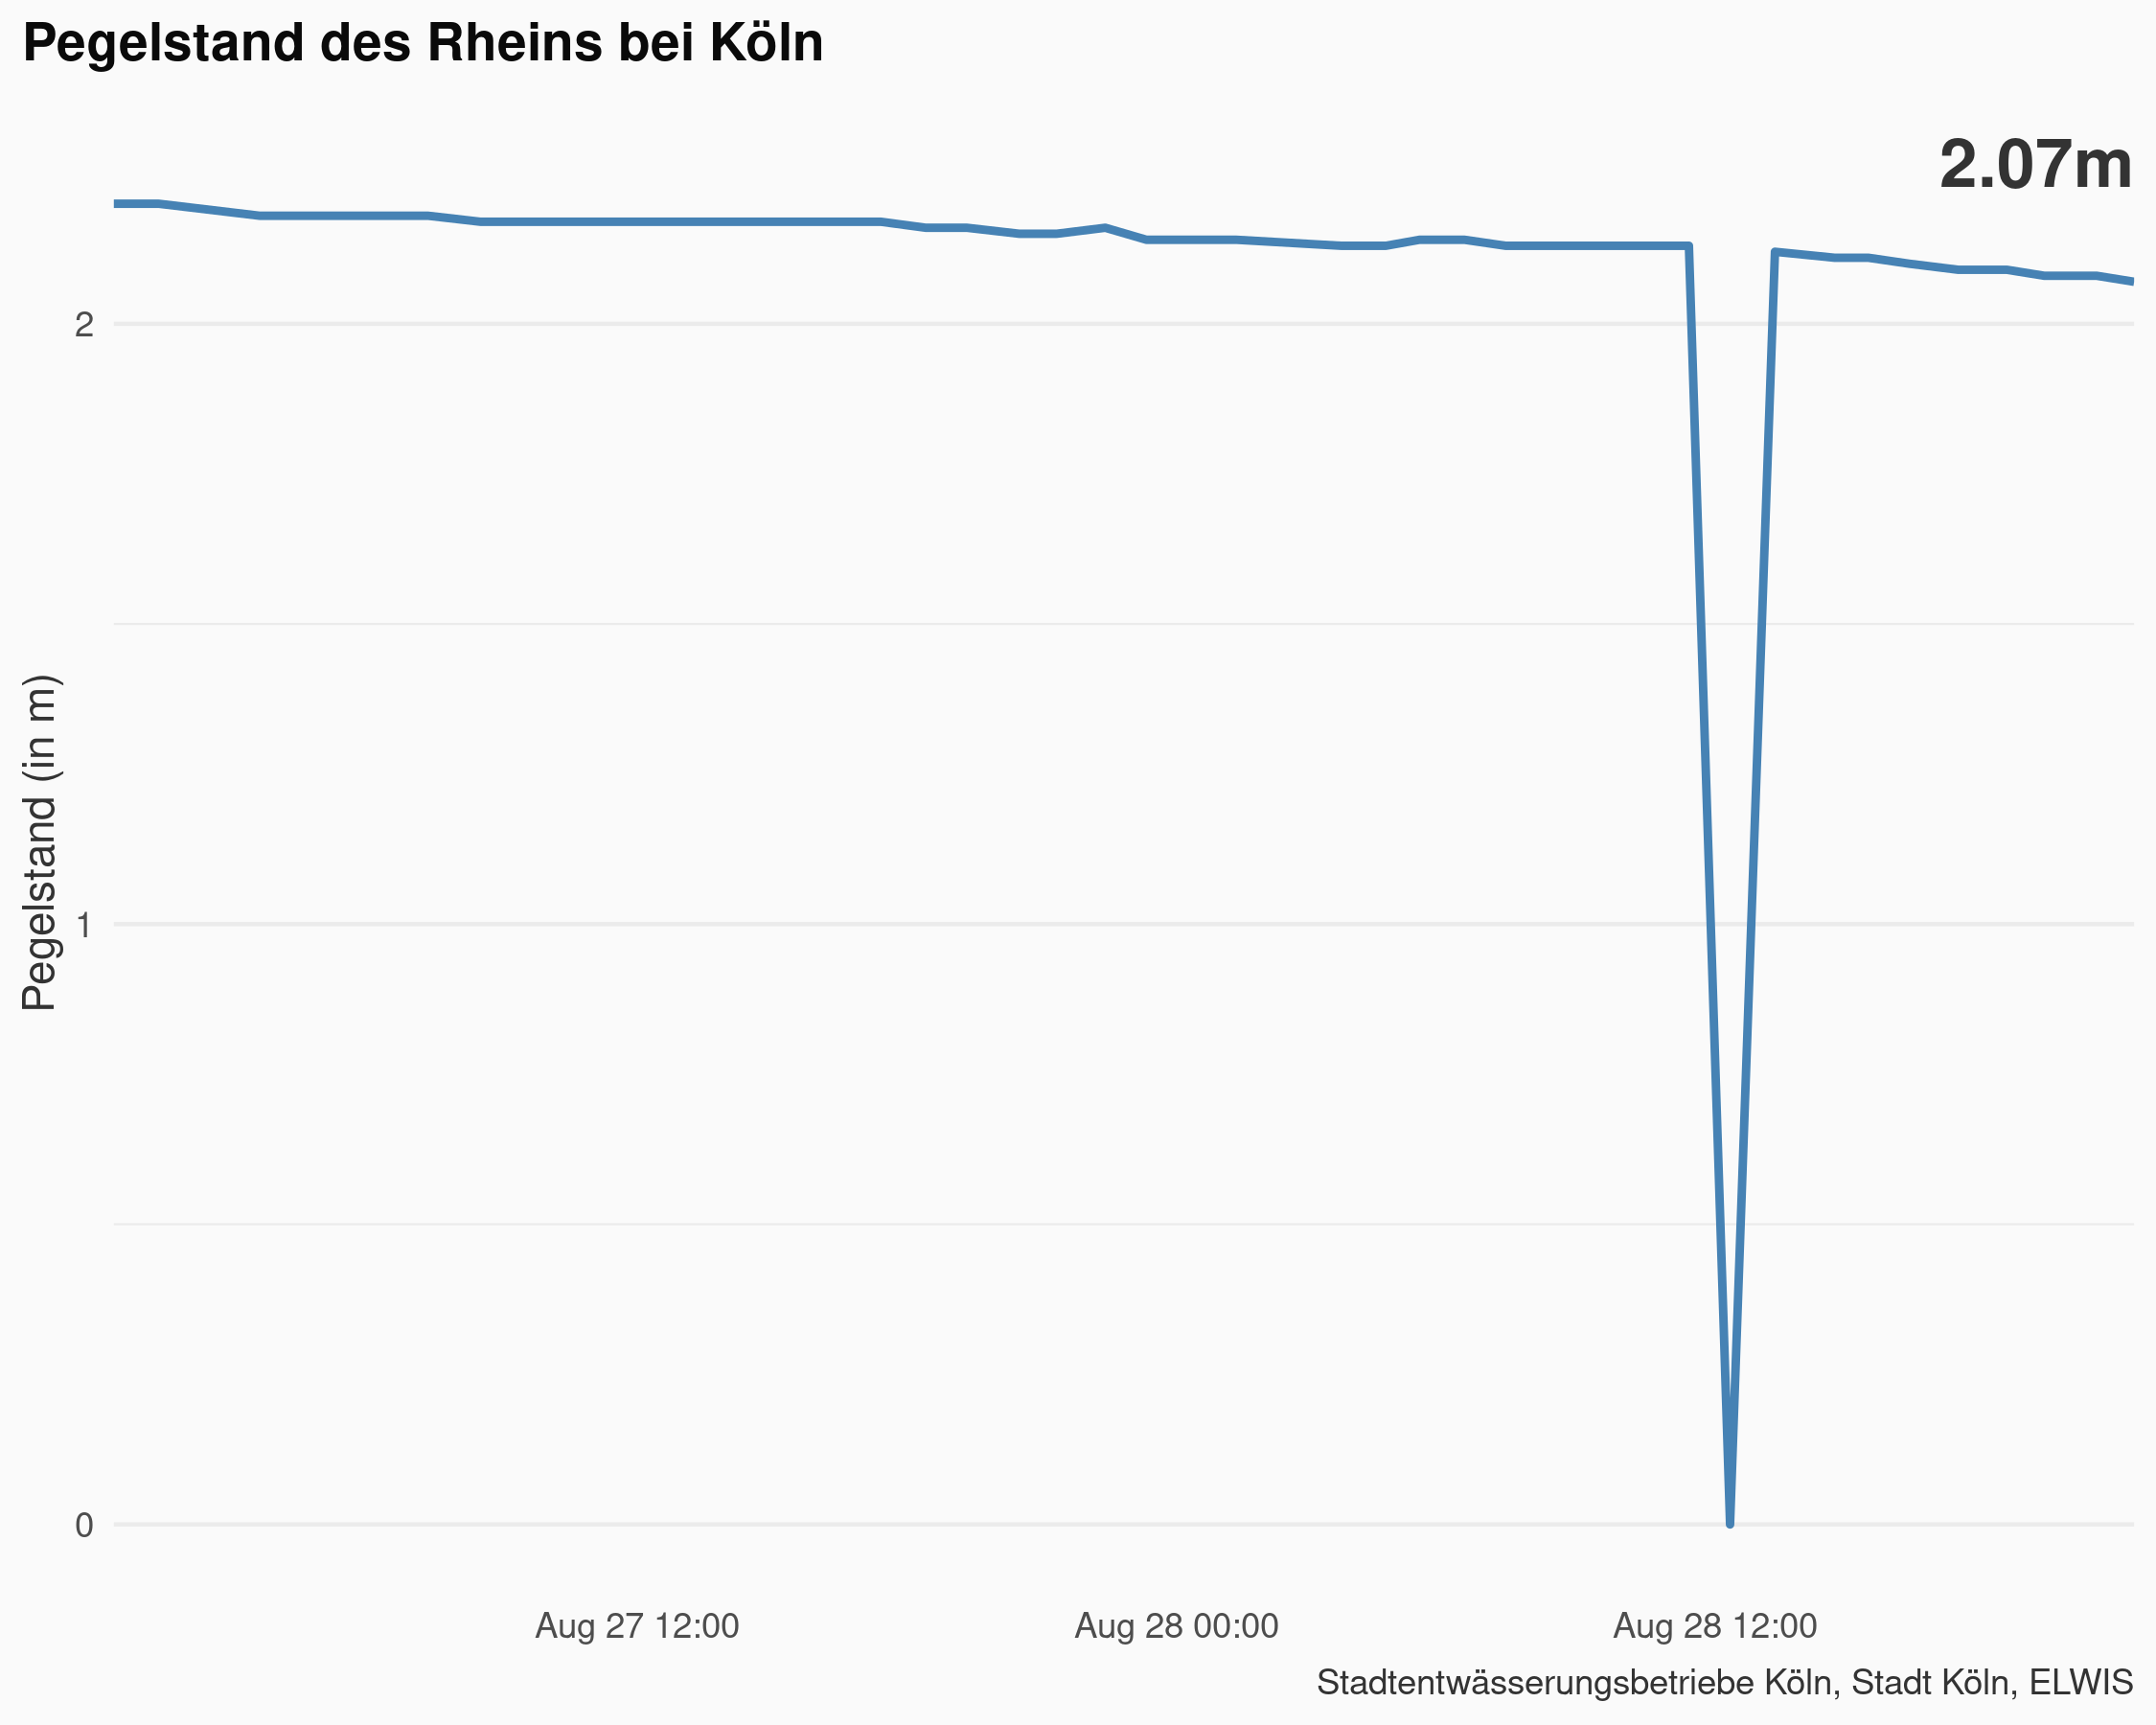 Pegelstand des Rheins bei Köln
2.07m
Pegelstand (in m)
2
1
0
Aug 27 12:00
Aug 28 00:00
Aug 28 12:00
Stadtentwässerungsbetriebe Köln, Stadt Köln, ELWIS